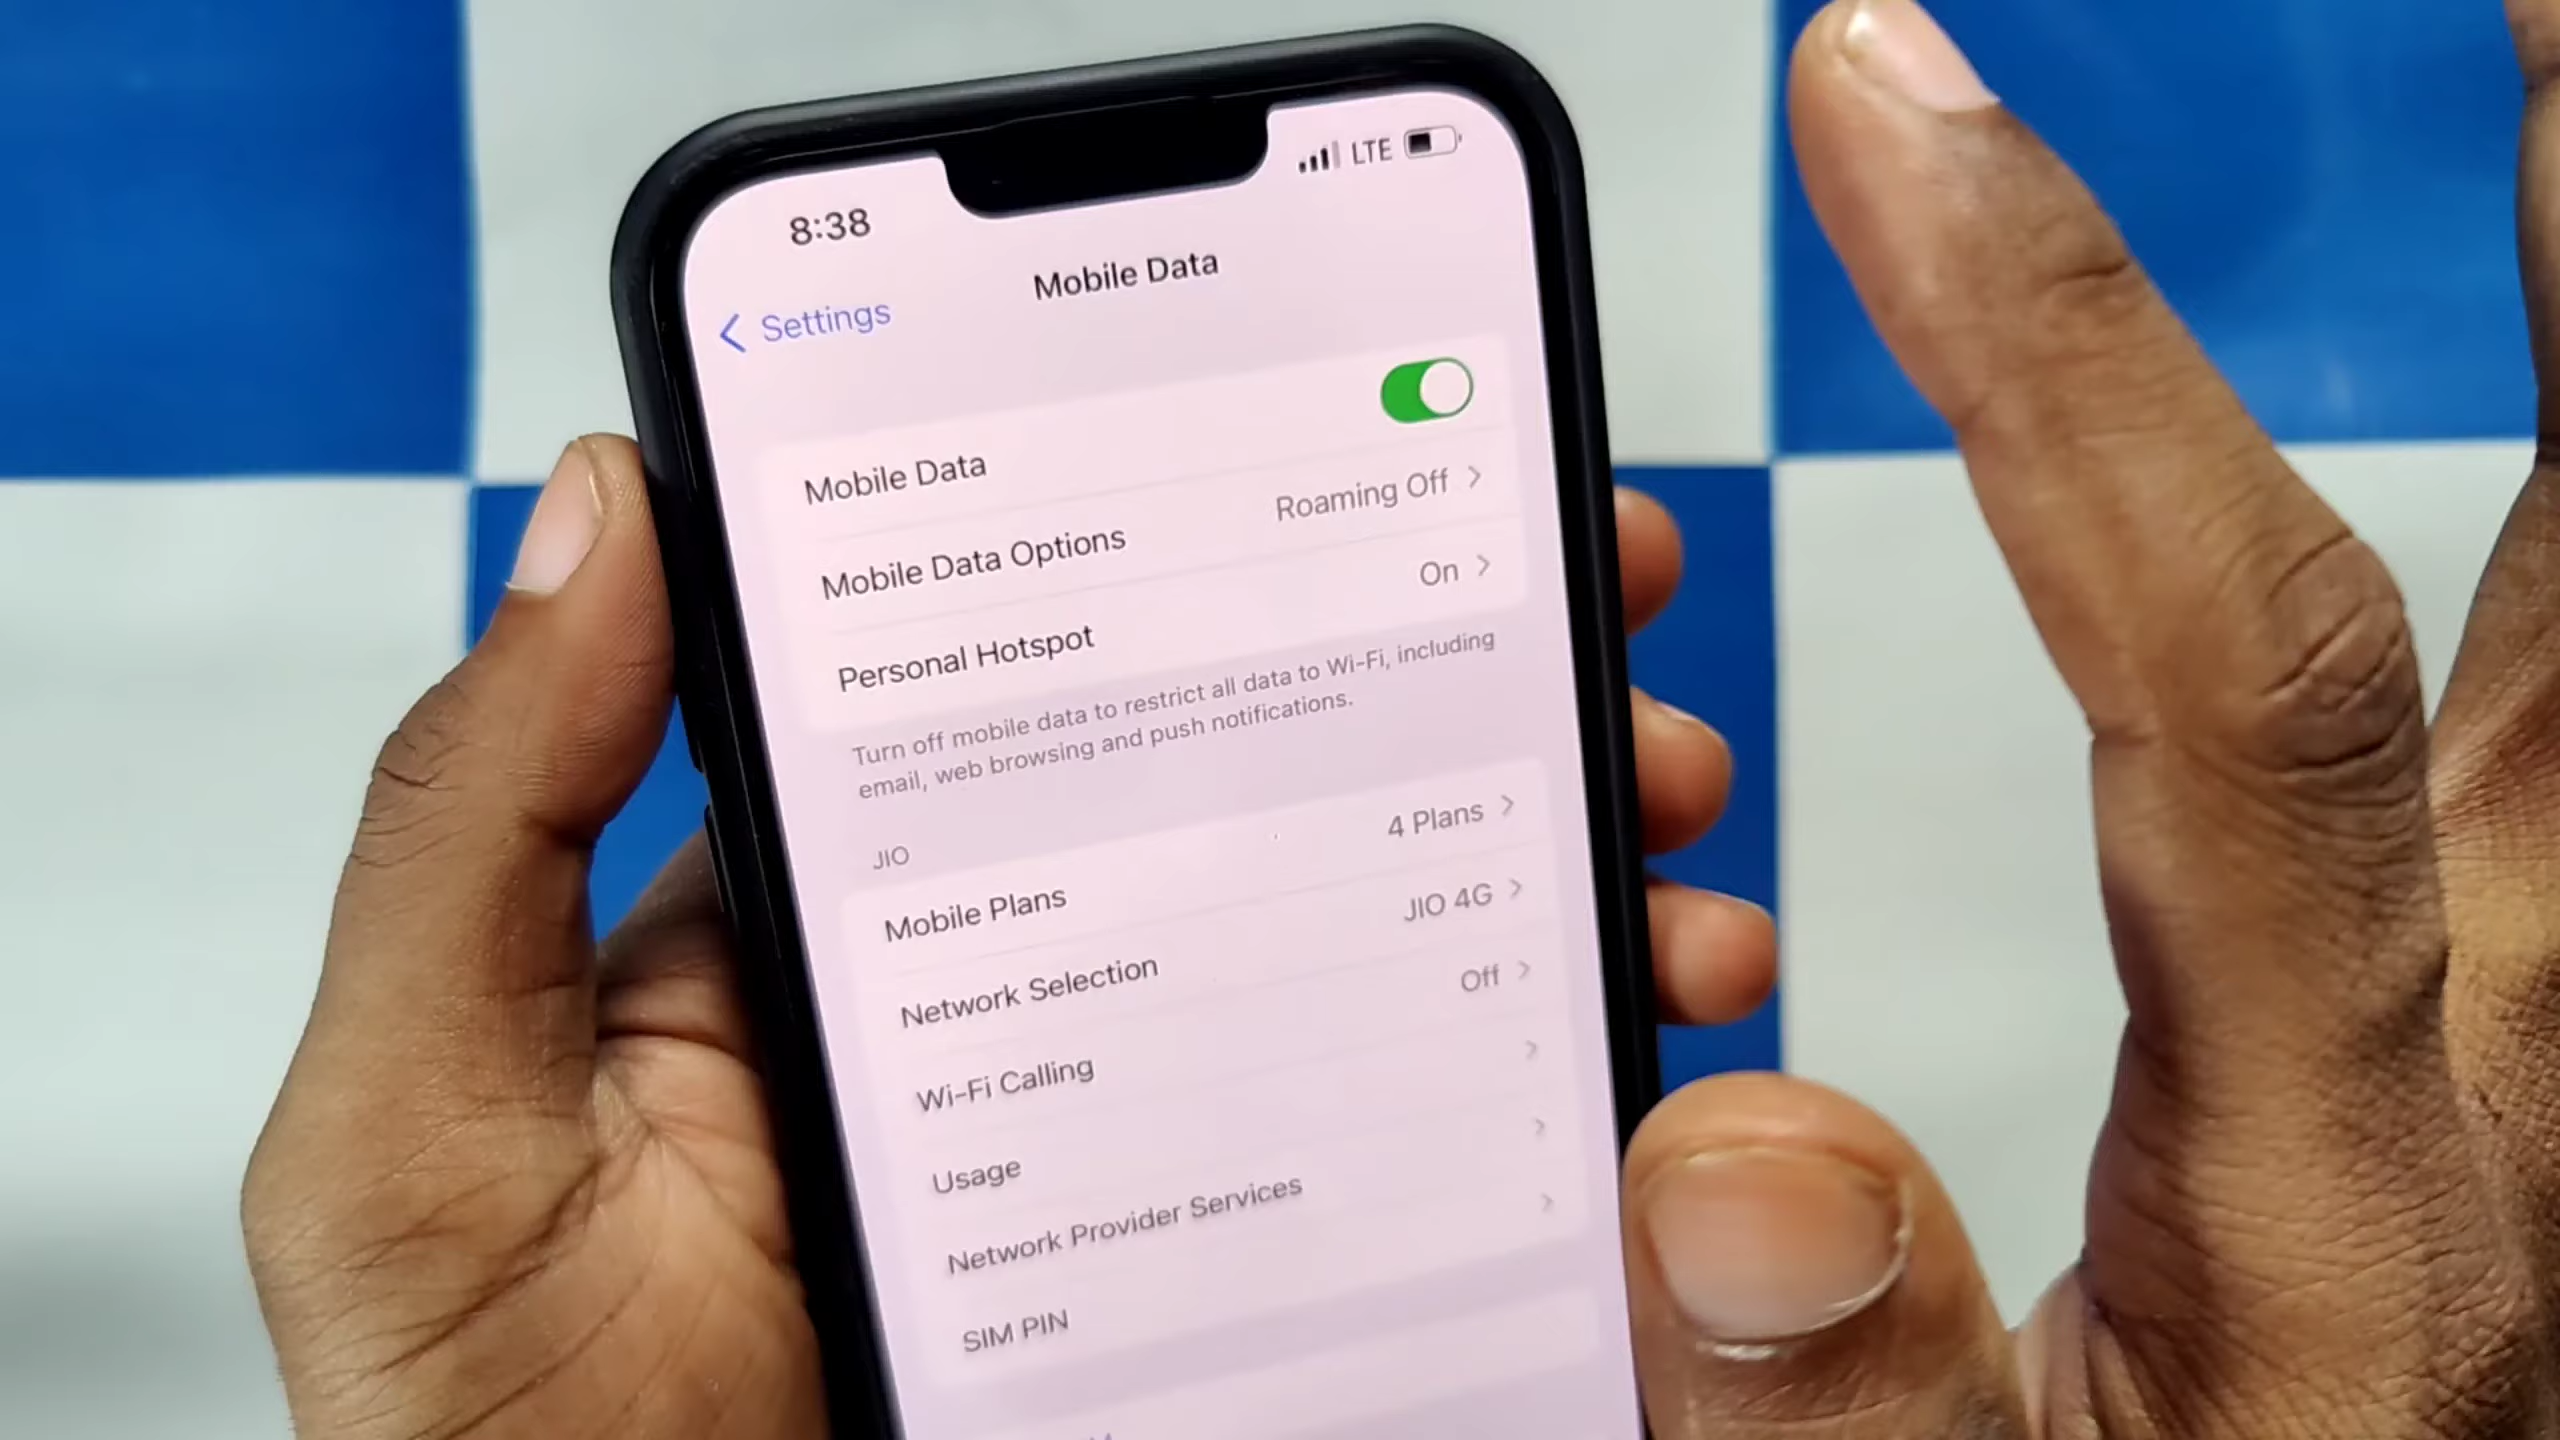 8:38
LTE
Settings
Mobile Data
Mobile Data
Mobile Data Options Roaming Off
Personal Hotspot On
Turn off mobile data to restrict all data to Wi-Fi, including
email, web browsing and push notifications.
JIO
Mobile Plans 4 Plans
Network Selection JIO 4G
Wi-Fi Calling Off
Usage
Network Provider Services
SIM PIN